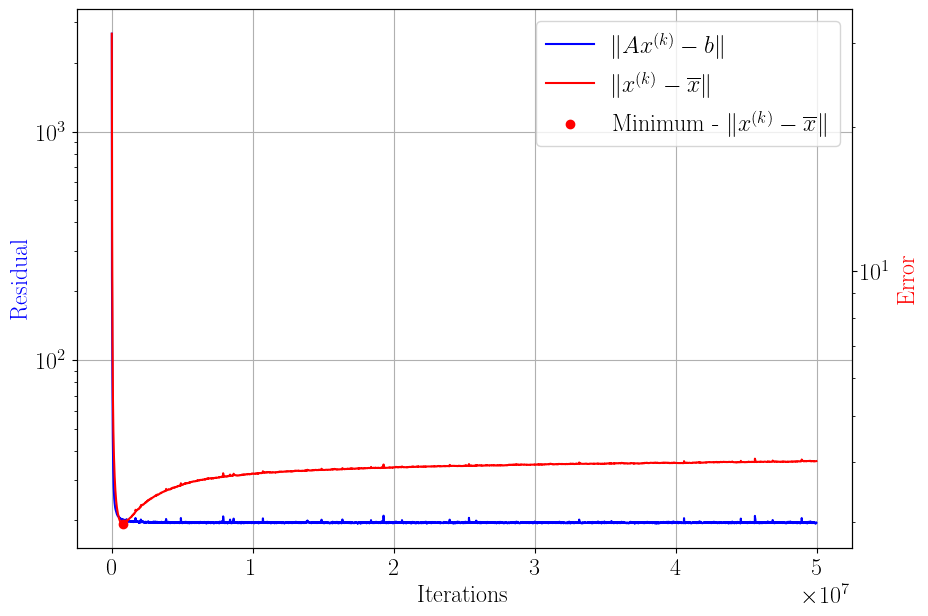 ‖Ax^{(k)} − b‖
‖x^{(k)} − x̅‖
Minimum - ‖x^{(k)} − x̅‖
10^3
10^2
Residual
10^1
Error
0 1 2 3 4 5
Iterations
×10^7